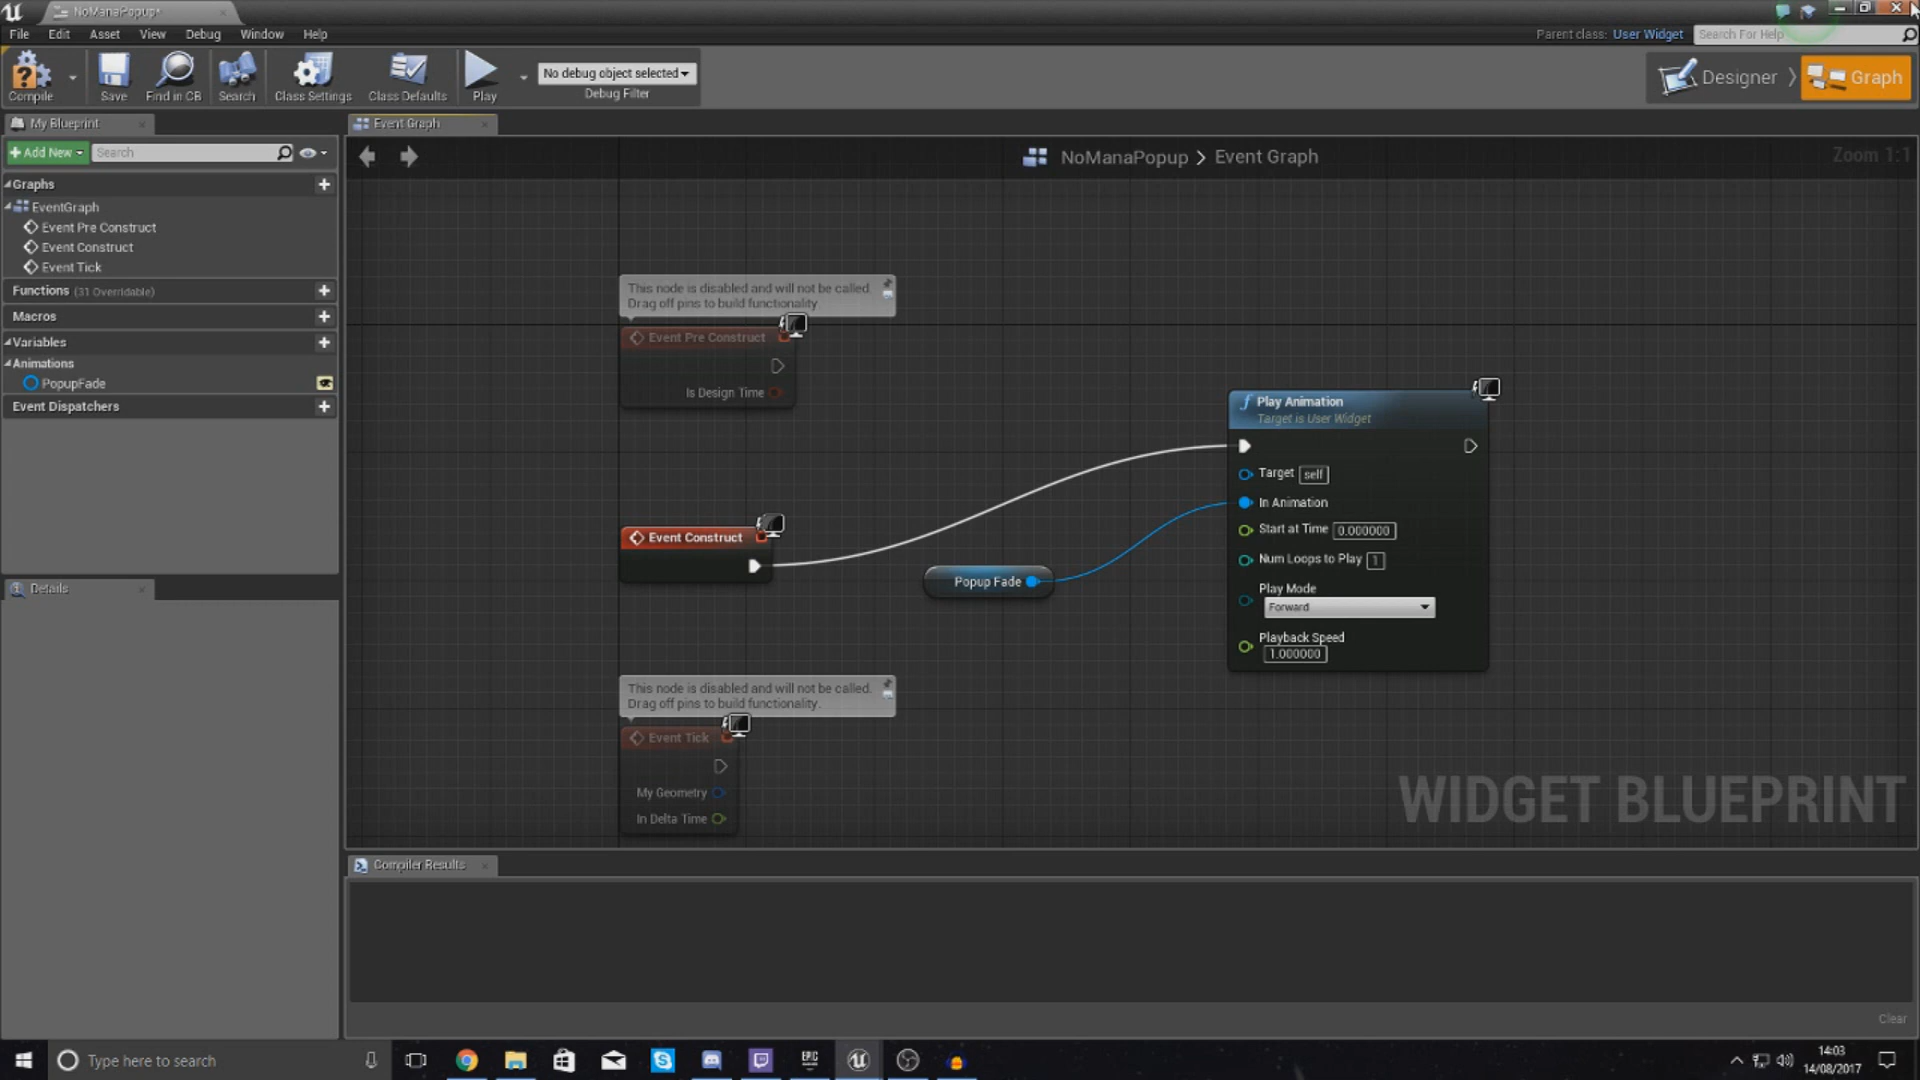 NoManaPopup*
File Edit Asset View Debug Window Help
Parent class: User Widget Search For Help
Compile Save Find in CB Search Class Settings Class Defaults Play
No debug object selected
Debug Filter
Designer Graph
My Blueprint
Event Graph
+ Add New Search
NoManaPopup > Event Graph
Zoom 1:1
Graphs
EventGraph
Event Pre Construct
Event Construct
Event Tick
Functions (31 Overridable)
Macros
Variables
Animations
PopupFade
Event Dispatchers
Details
This node is disabled and will not be called.
Drag off pins to build functionality.
Event Pre Construct
Is Design Time
Event Construct
Popup Fade
Play Animation
Target is User Widget
Target self
In Animation
Start at Time 0.000000
Num Loops to Play 1
Play Mode
Forward
Playback Speed
1.000000
This node is disabled and will not be called.
Drag off pins to build functionality.
Event Tick
My Geometry
In Delta Time
WIDGET BLUEPRINT
Compiler Results
Clear
Type here to search
EPIC
14:03
14/08/2017